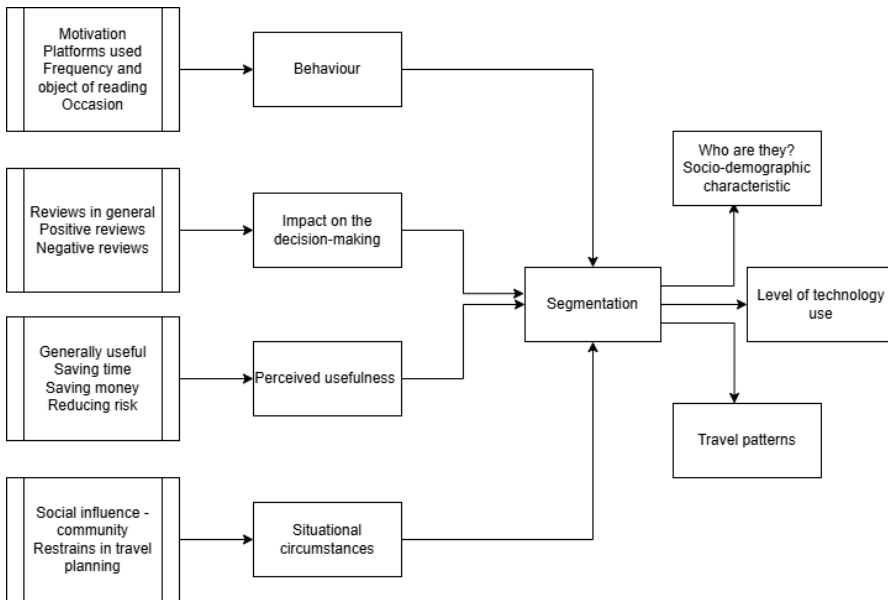 Motivation
Platforms used
Frequency and
object of reading
Occasion
Behaviour
Reviews in general
Positive reviews
Negative reviews
Impact on the
decision-making
Generally useful
Saving time
Saving money
Reducing risk
Perceived usefulness
Social influence -
community
Restrains in travel
planning
Situational
circumstances
Segmentation
Who are they?
Socio-demographic
characteristic
Level of technology
use
Travel patterns